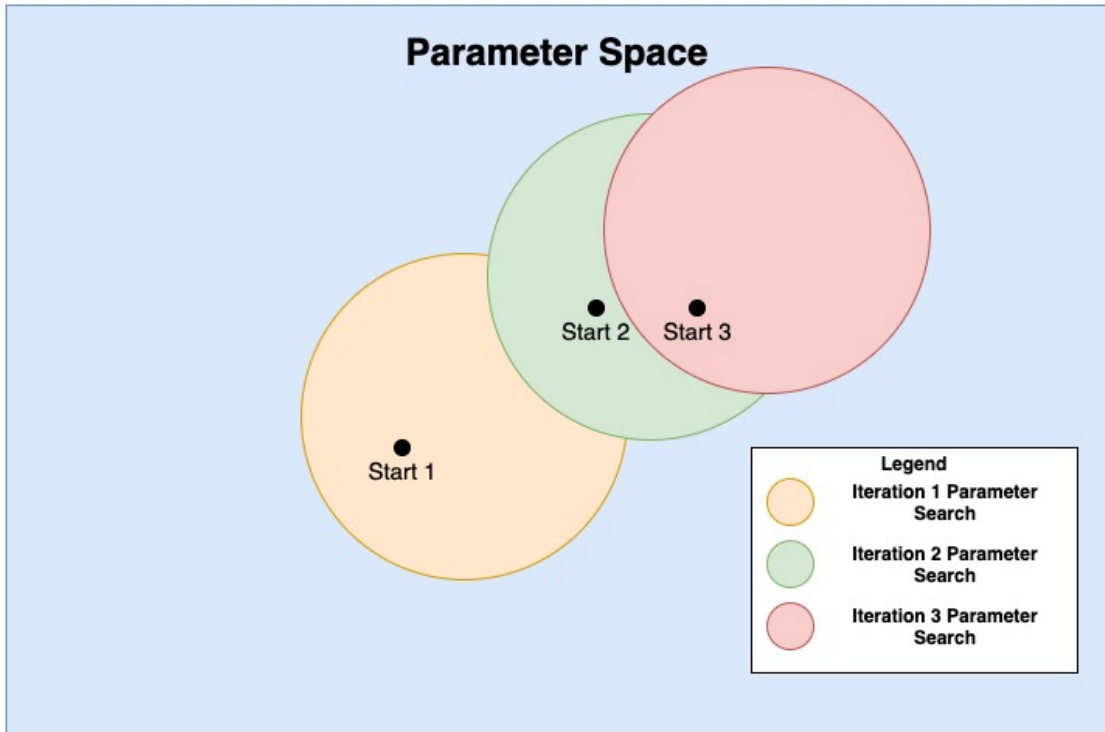 Parameter Space
Start 2
Start 3
Start 1
Legend
Iteration 1 Parameter
Search
Iteration 2 Parameter
Search
Iteration 3 Parameter
Search